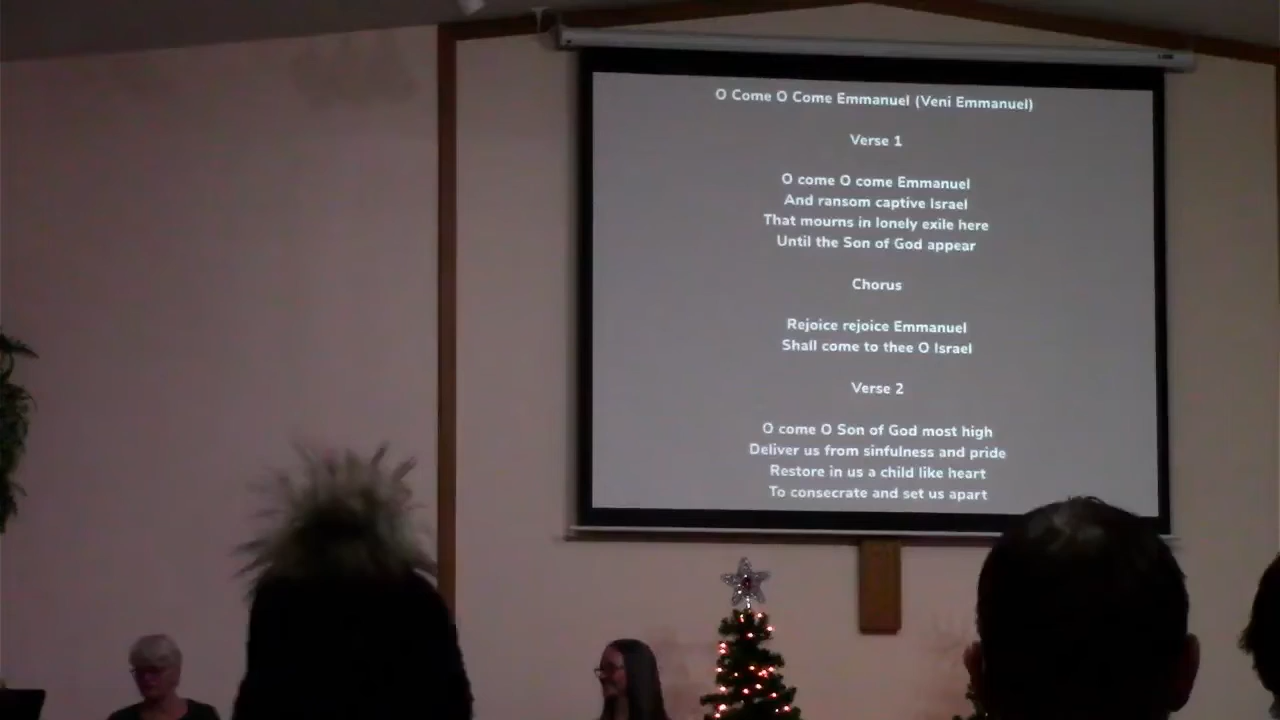 O Come O Come Emmanuel (Veni Emmanuel)
Verse 1
O come O come Emmanuel
And ransom captive Israel
That mourns in lonely exile here
Until the Son of God appear
Chorus
Rejoice rejoice Emmanuel
Shall come to thee O Israel
Verse 2
O come O Son of God most high
Deliver us from sinfulness and pride
Restore in us a child like heart
To consecrate and set us apart